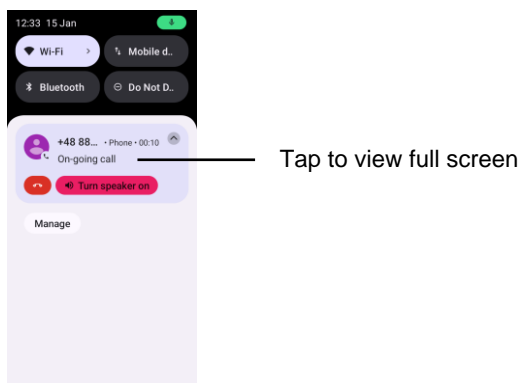 12:33 15 Jan
Wi-Fi
Mobile d..
Bluetooth
Do Not D..
+48 88... • Phone • 00:10
On-going call
Tap to view full screen
Turn speaker on
Manage